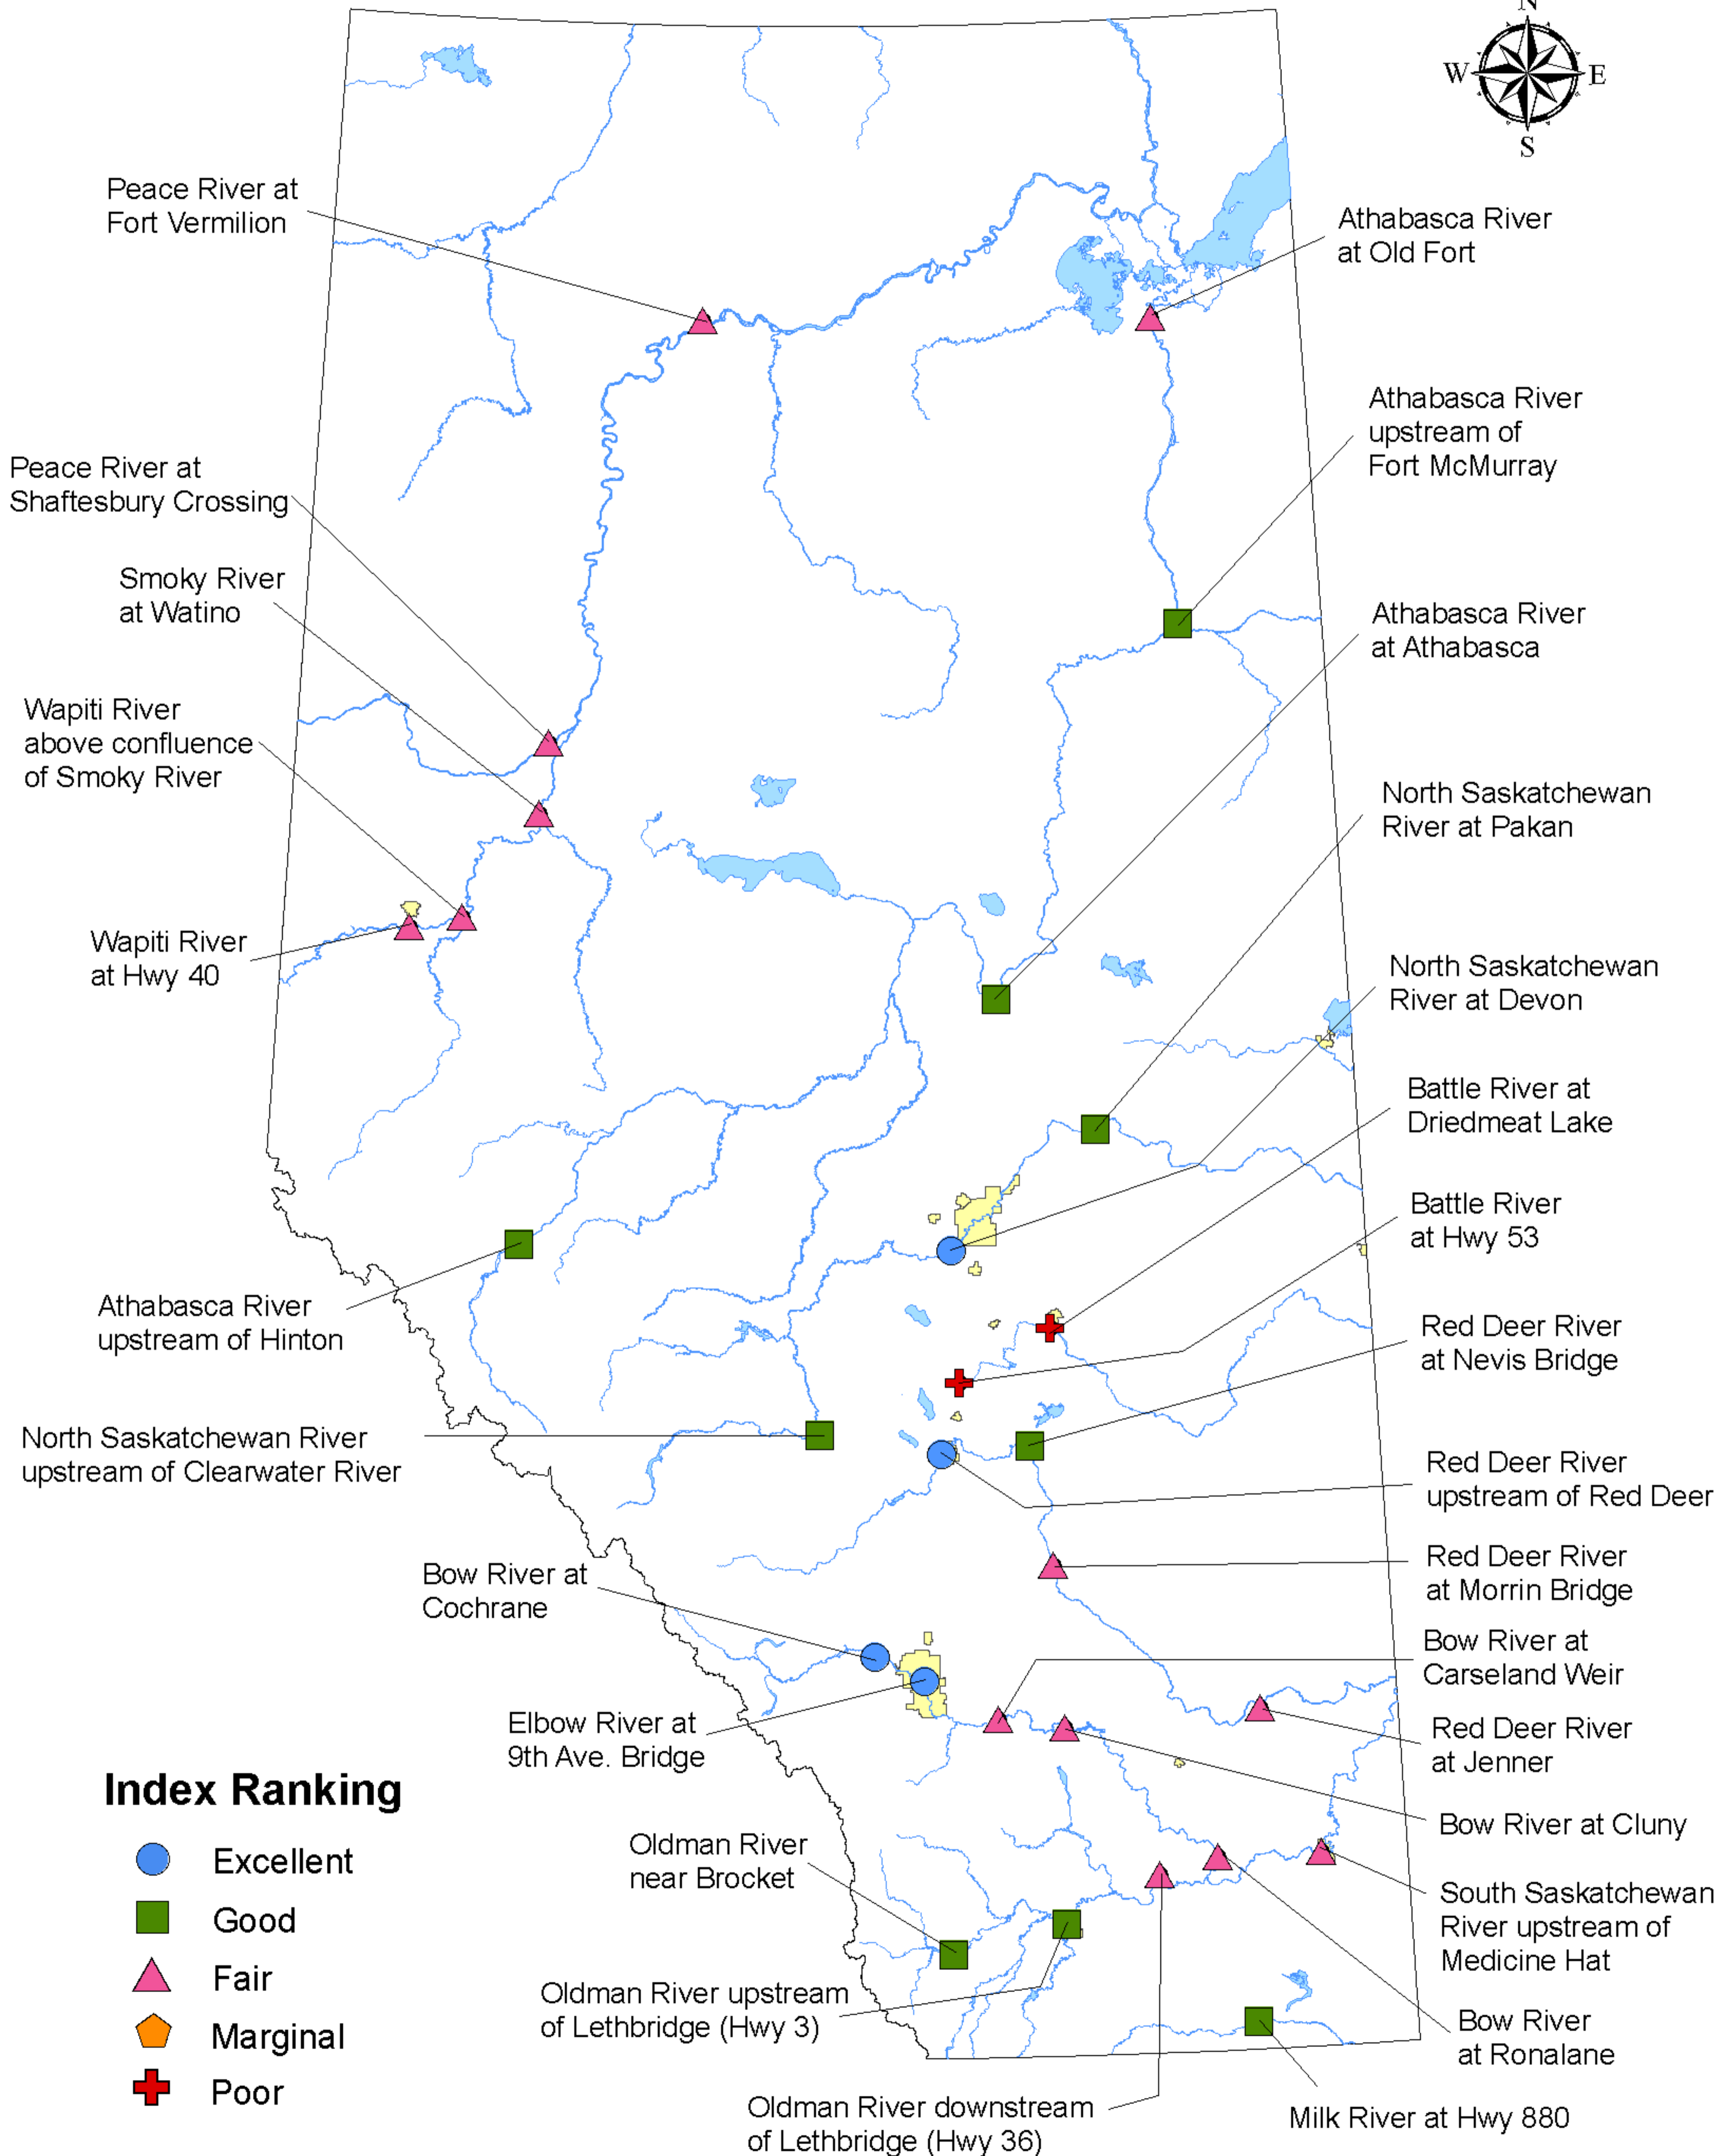 N
W
E
S
Peace River at
Fort Vermilion
Athabasca River
at Old Fort
Athabasca River
upstream of
Fort McMurray
Peace River at
Shaftesbury Crossing
Smoky River
at Watino
Athabasca River
at Athabasca
Wapiti River
above confluence
of Smoky River
North Saskatchewan
River at Pakan
Wapiti River
at Hwy 40
North Saskatchewan
River at Devon
Battle River at
Driedmeat Lake
Battle River
at Hwy 53
Athabasca River
upstream of Hinton
Red Deer River
at Nevis Bridge
North Saskatchewan River
upstream of Clearwater River
Red Deer River
upstream of Red Deer
Bow River at
Cochrane
Red Deer River
at Morrin Bridge
Bow River at
Carseland Weir
Elbow River at
9th Ave. Bridge
Red Deer River
at Jenner
Bow River at Cluny
Oldman River
near Brocket
South Saskatchewan
River upstream of
Medicine Hat
Oldman River upstream
of Lethbridge (Hwy 3)
Bow River
at Ronalane
Oldman River downstream
of Lethbridge (Hwy 36)
Milk River at Hwy 880
Index Ranking
Excellent
Good
Fair
Marginal
Poor